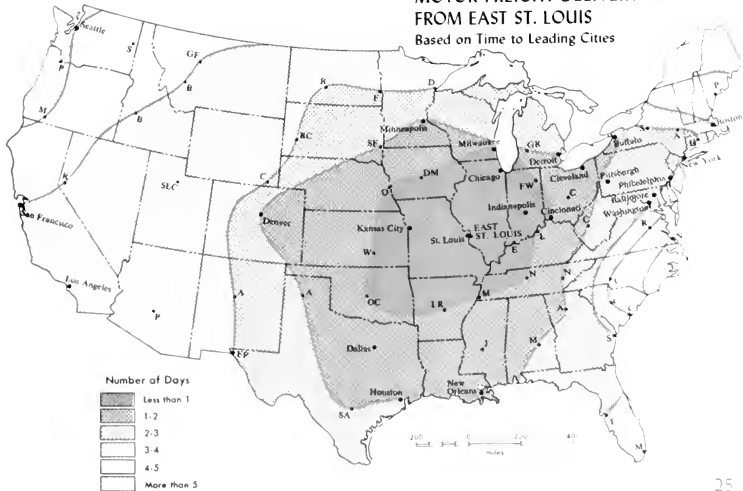 FROM EAST ST. LOUIS
Based on Time to Leading Cities
Seattle
S
GF
P
B
M
B
K
San Francisco
SLC
Los Angeles
P
B
F
D
RC
SF
C
Denver
A
EP
Minneapolis
Milwaukee
GR
Detroit
DM
O
Chicago
FW
Cleveland
Buffalo
S
A
Boston
P
H
New York
Pittsburgh
Philadelphia
Baltimore
Washington
Indianapolis
C
Cincinnati
C
Kansas City
St. Louis
EAST
ST. LOUIS
L
E
W
R
A
OC
LR
M
N
N
A
Dallas
J
M
S
Houston
New
Orleans
SA
J
M
Number of Days
Less than 1
1-2
2-3
3-4
4-5
More than 5
200
0
200
miles
25